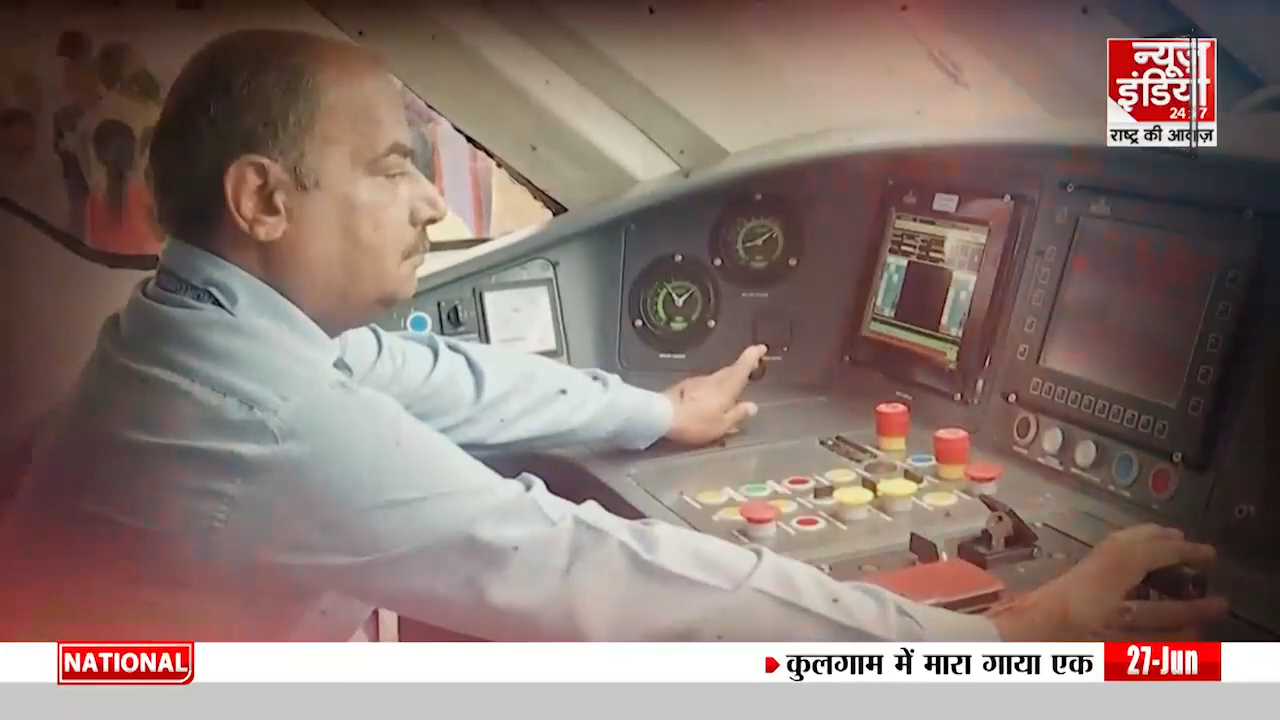 न्यूज़
इंडिया
24x7
राष्ट्र की आवाज़
NATIONAL
कुलगाम में मारा गाया एक
27-Jun